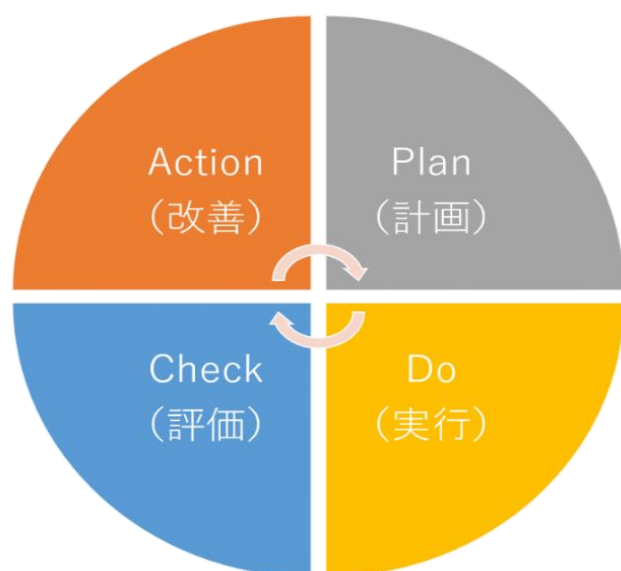 Action
（改善）
Plan
（計画）
Check
（評価）
Do
（実行）